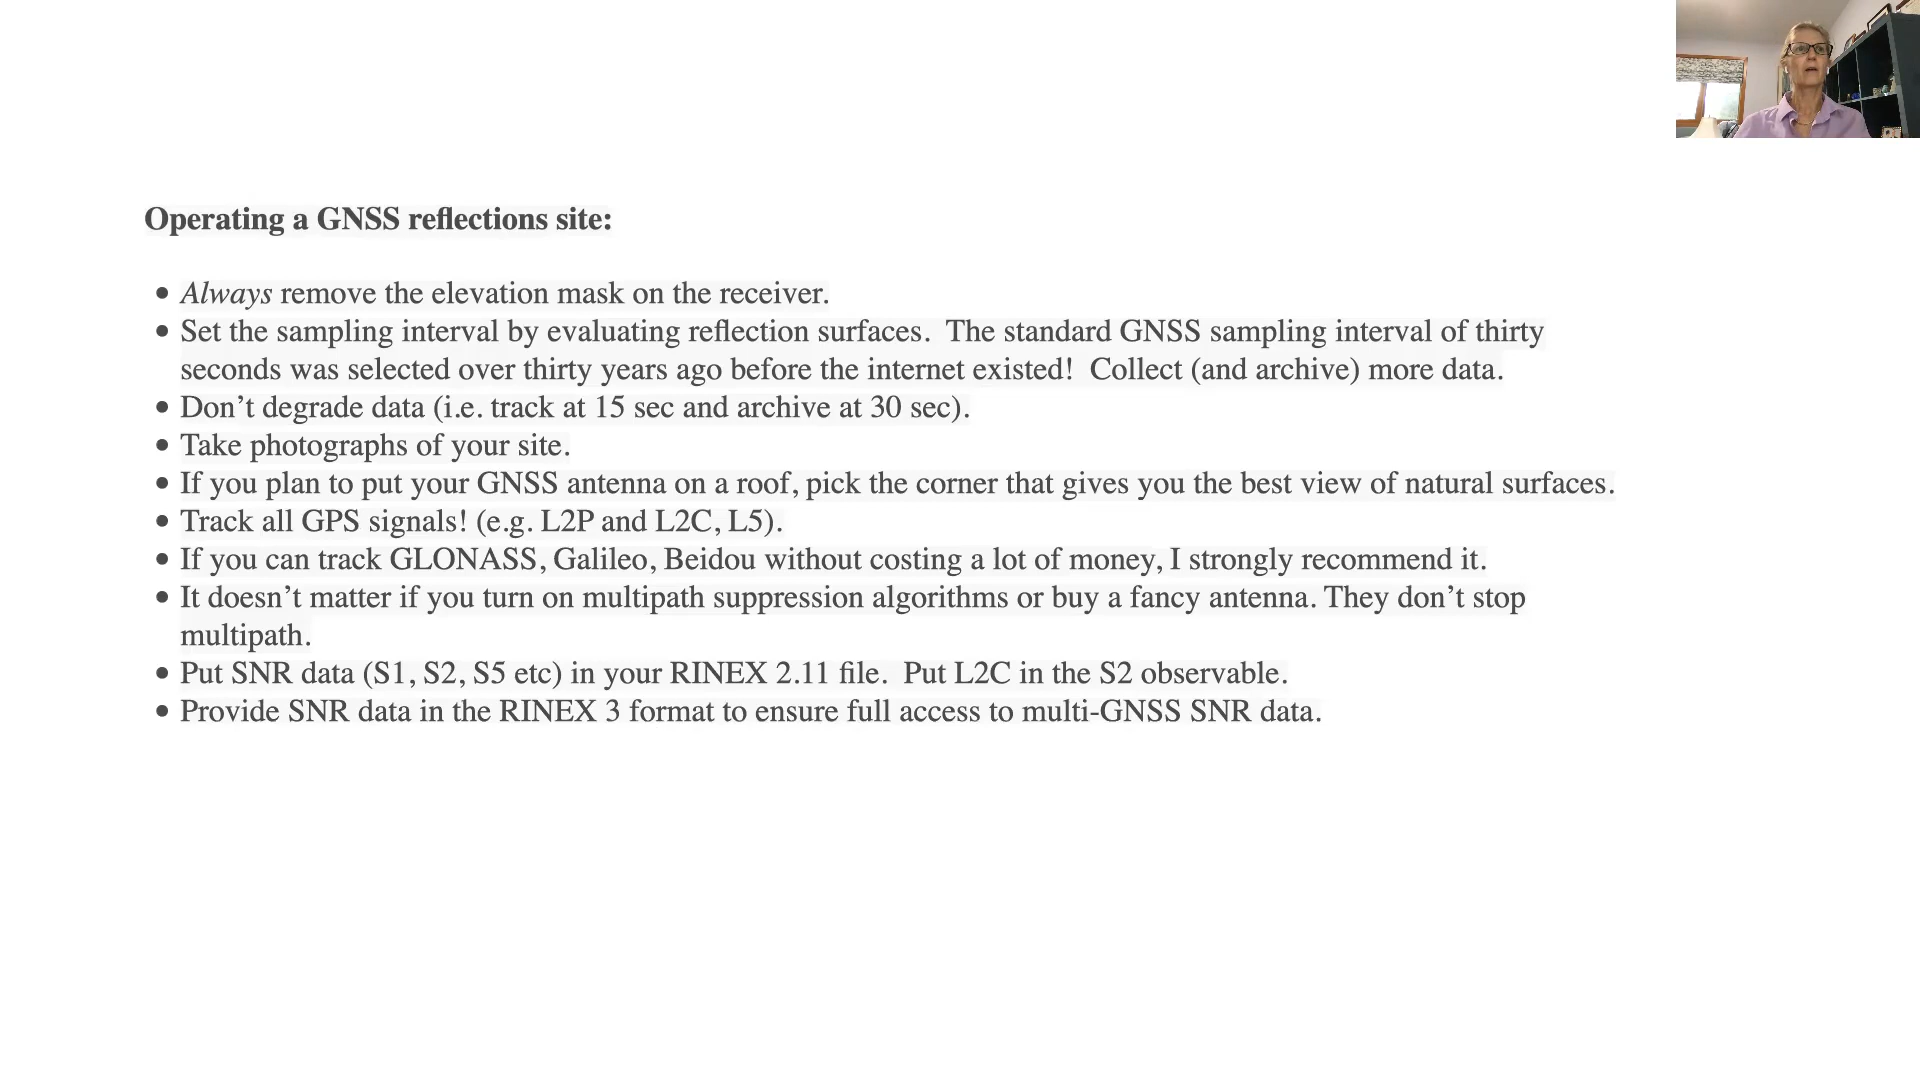 Operating a GNSS reflections site:
• Always remove the elevation mask on the receiver.
• Set the sampling interval by evaluating reflection surfaces.  The standard GNSS sampling interval of thirty
seconds was selected over thirty years ago before the internet existed!  Collect (and archive) more data.
• Don’t degrade data (i.e. track at 15 sec and archive at 30 sec).
• Take photographs of your site.
• If you plan to put your GNSS antenna on a roof, pick the corner that gives you the best view of natural surfaces.
• Track all GPS signals! (e.g. L2P and L2C, L5).
• If you can track GLONASS, Galileo, Beidou without costing a lot of money, I strongly recommend it.
• It doesn’t matter if you turn on multipath suppression algorithms or buy a fancy antenna. They don’t stop
multipath.
• Put SNR data (S1, S2, S5 etc) in your RINEX 2.11 file.  Put L2C in the S2 observable.
• Provide SNR data in the RINEX 3 format to ensure full access to multi-GNSS SNR data.